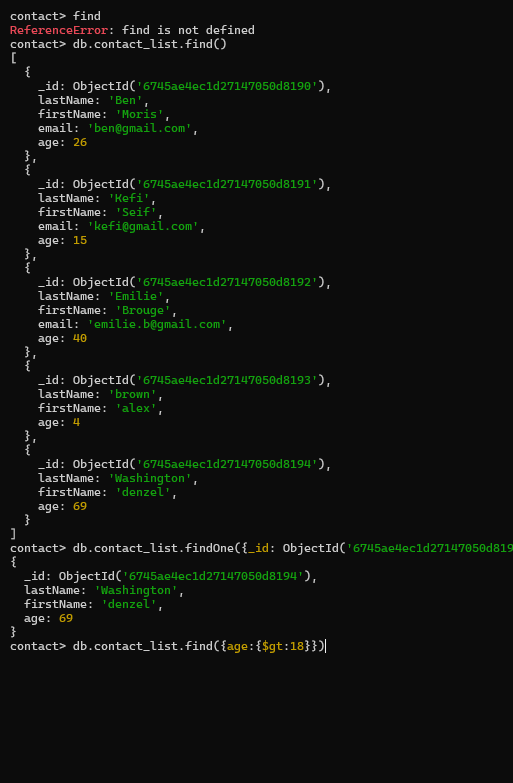 contact> find
ReferenceError: find is not defined
contact> db.contact_list.find()
[
  {
    _id: ObjectId('6745ae4ec1d27147050d8190'),
    lastName: 'Ben',
    firstName: 'Moris',
    email: 'ben@gmail.com',
    age: 26
  },
  {
    _id: ObjectId('6745ae4ec1d27147050d8191'),
    lastName: 'Kefi',
    firstName: 'Seif',
    email: 'kefi@gmail.com',
    age: 15
  },
  {
    _id: ObjectId('6745ae4ec1d27147050d8192'),
    lastName: 'Emilie',
    firstName: 'Brouge',
    email: 'emilie.b@gmail.com',
    age: 40
  },
  {
    _id: ObjectId('6745ae4ec1d27147050d8193'),
    lastName: 'brown',
    firstName: 'alex',
    age: 4
  },
  {
    _id: ObjectId('6745ae4ec1d27147050d8194'),
    lastName: 'Washington',
    firstName: 'denzel',
    age: 69
  }
]
contact> db.contact_list.findOne({_id: ObjectId('6745ae4ec1d27147050d819
{
  _id: ObjectId('6745ae4ec1d27147050d8194'),
  lastName: 'Washington',
  firstName: 'denzel',
  age: 69
}
contact> db.contact_list.find({age:{$gt:18}})